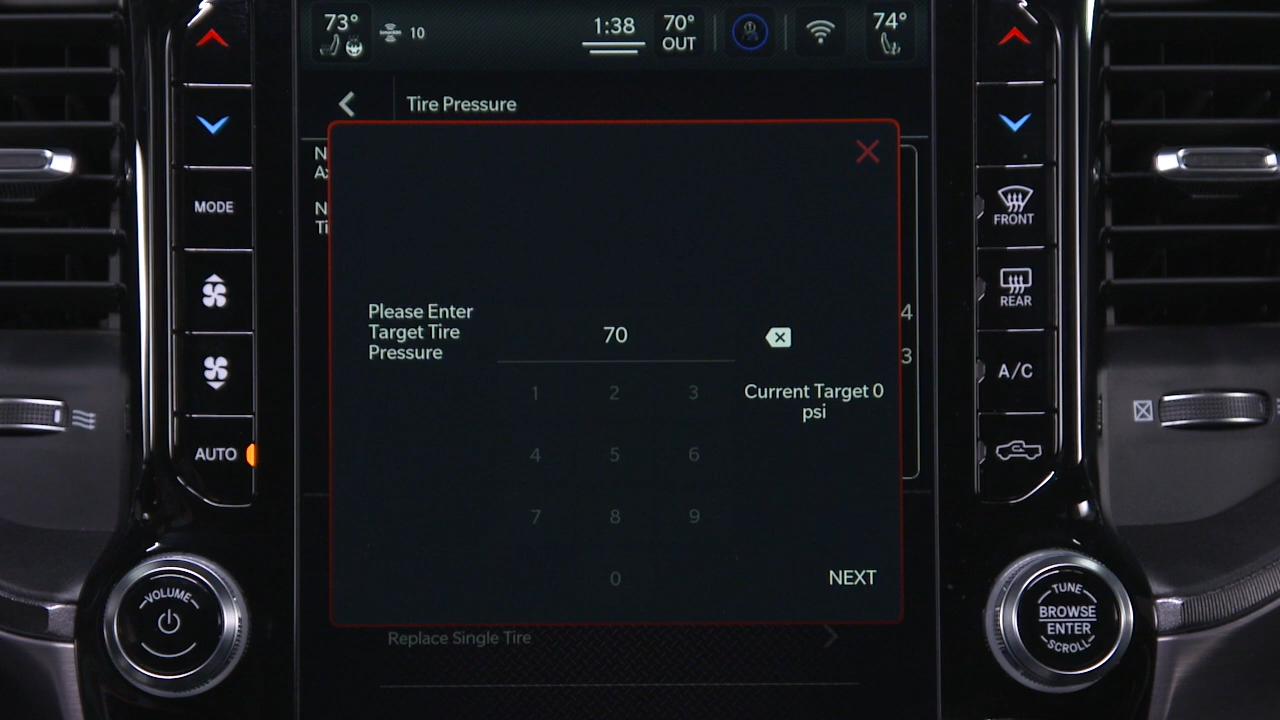 73°
10
1:38
70°
OUT
74°
Tire Pressure
Please Enter
Target Tire
Pressure
70
1 2 3
4 5 6
7 8 9
0
Current Target 0
psi
NEXT
4
3
Replace Single Tire
MODE
AUTO
VOLUME
FRONT
REAR
A/C
TUNE
BROWSE
ENTER
SCROLL